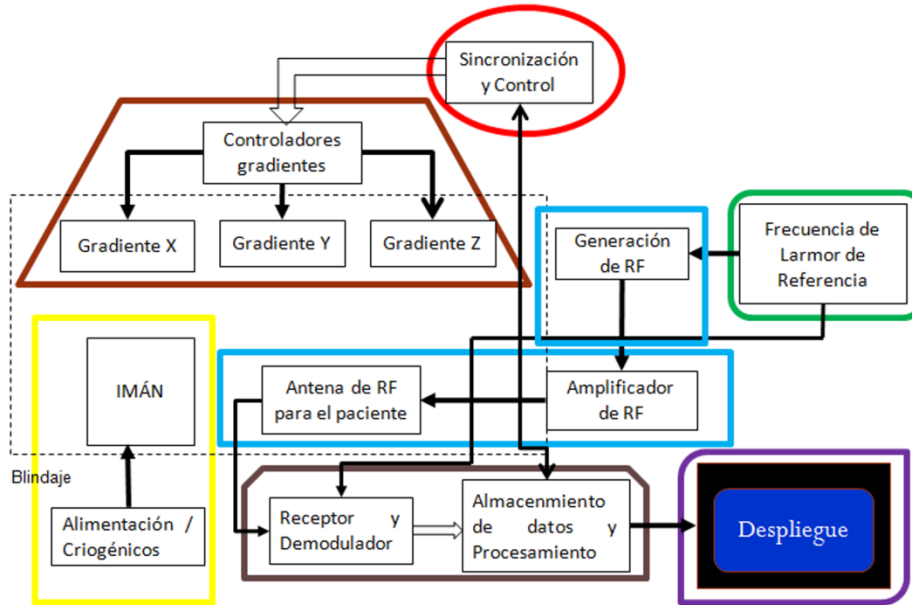 Sincronización
y Control
Controladores
gradientes
Gradiente X
Gradiente Y
Gradiente Z
Generación
de RF
Frecuencia de
Larmor de
Referencia
IMÁN
Antena de RF
para el paciente
Amplificador
de RF
Blindaje
Alimentación /
Criogénicos
Receptor y
Demodulador
Almacenmiento
de datos y
Procesamiento
Despliegue